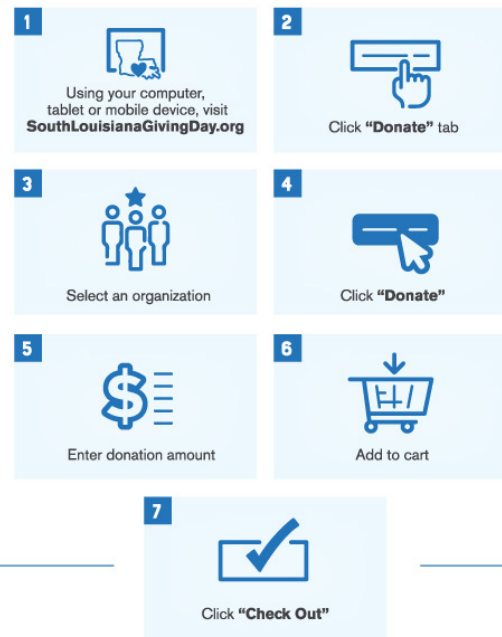 1
Using your computer,
tablet or mobile device, visit
SouthLouisianaGivingDay.org
2
Click “Donate” tab
3
Select an organization
4
Click “Donate”
5
Enter donation amount
6
Add to cart
7
Click “Check Out”